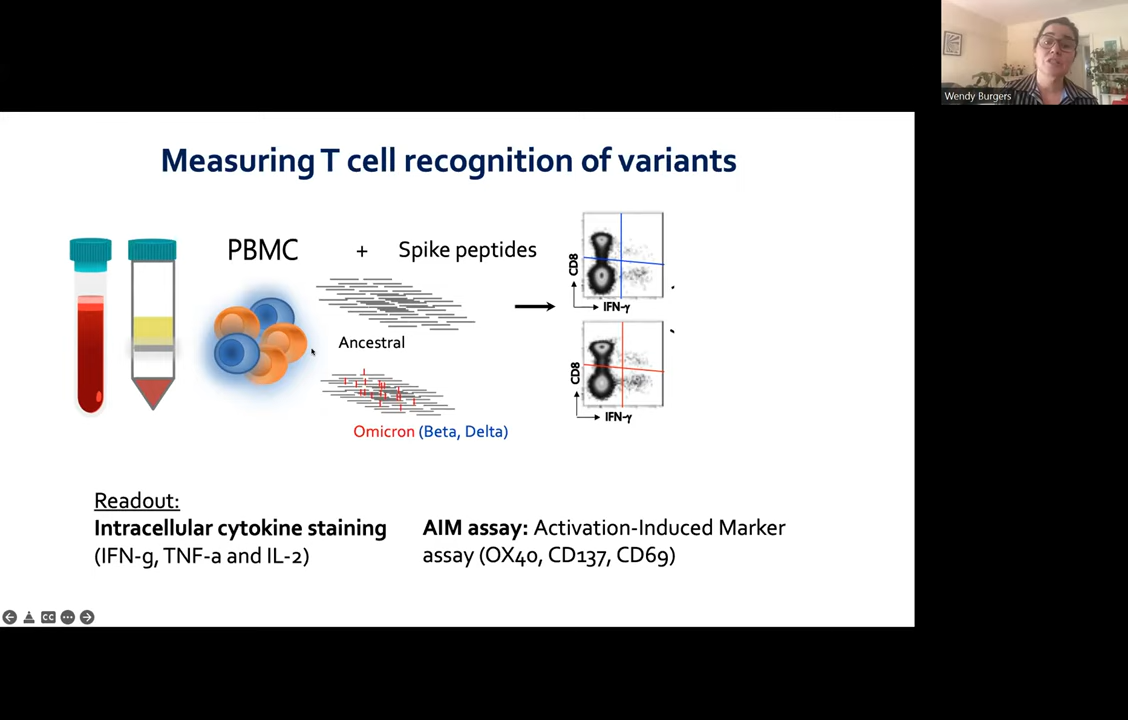 Wendy Burgers
Measuring T cell recognition of variants
PBMC + Spike peptides
Ancestral
Omicron (Beta, Delta)
CD8
IFN-γ
CD8
IFN-γ
Readout:
Intracellular cytokine staining
(IFN-g, TNF-a and IL-2)
AIM assay: Activation-Induced Marker
assay (OX40, CD137, CD69)
CC